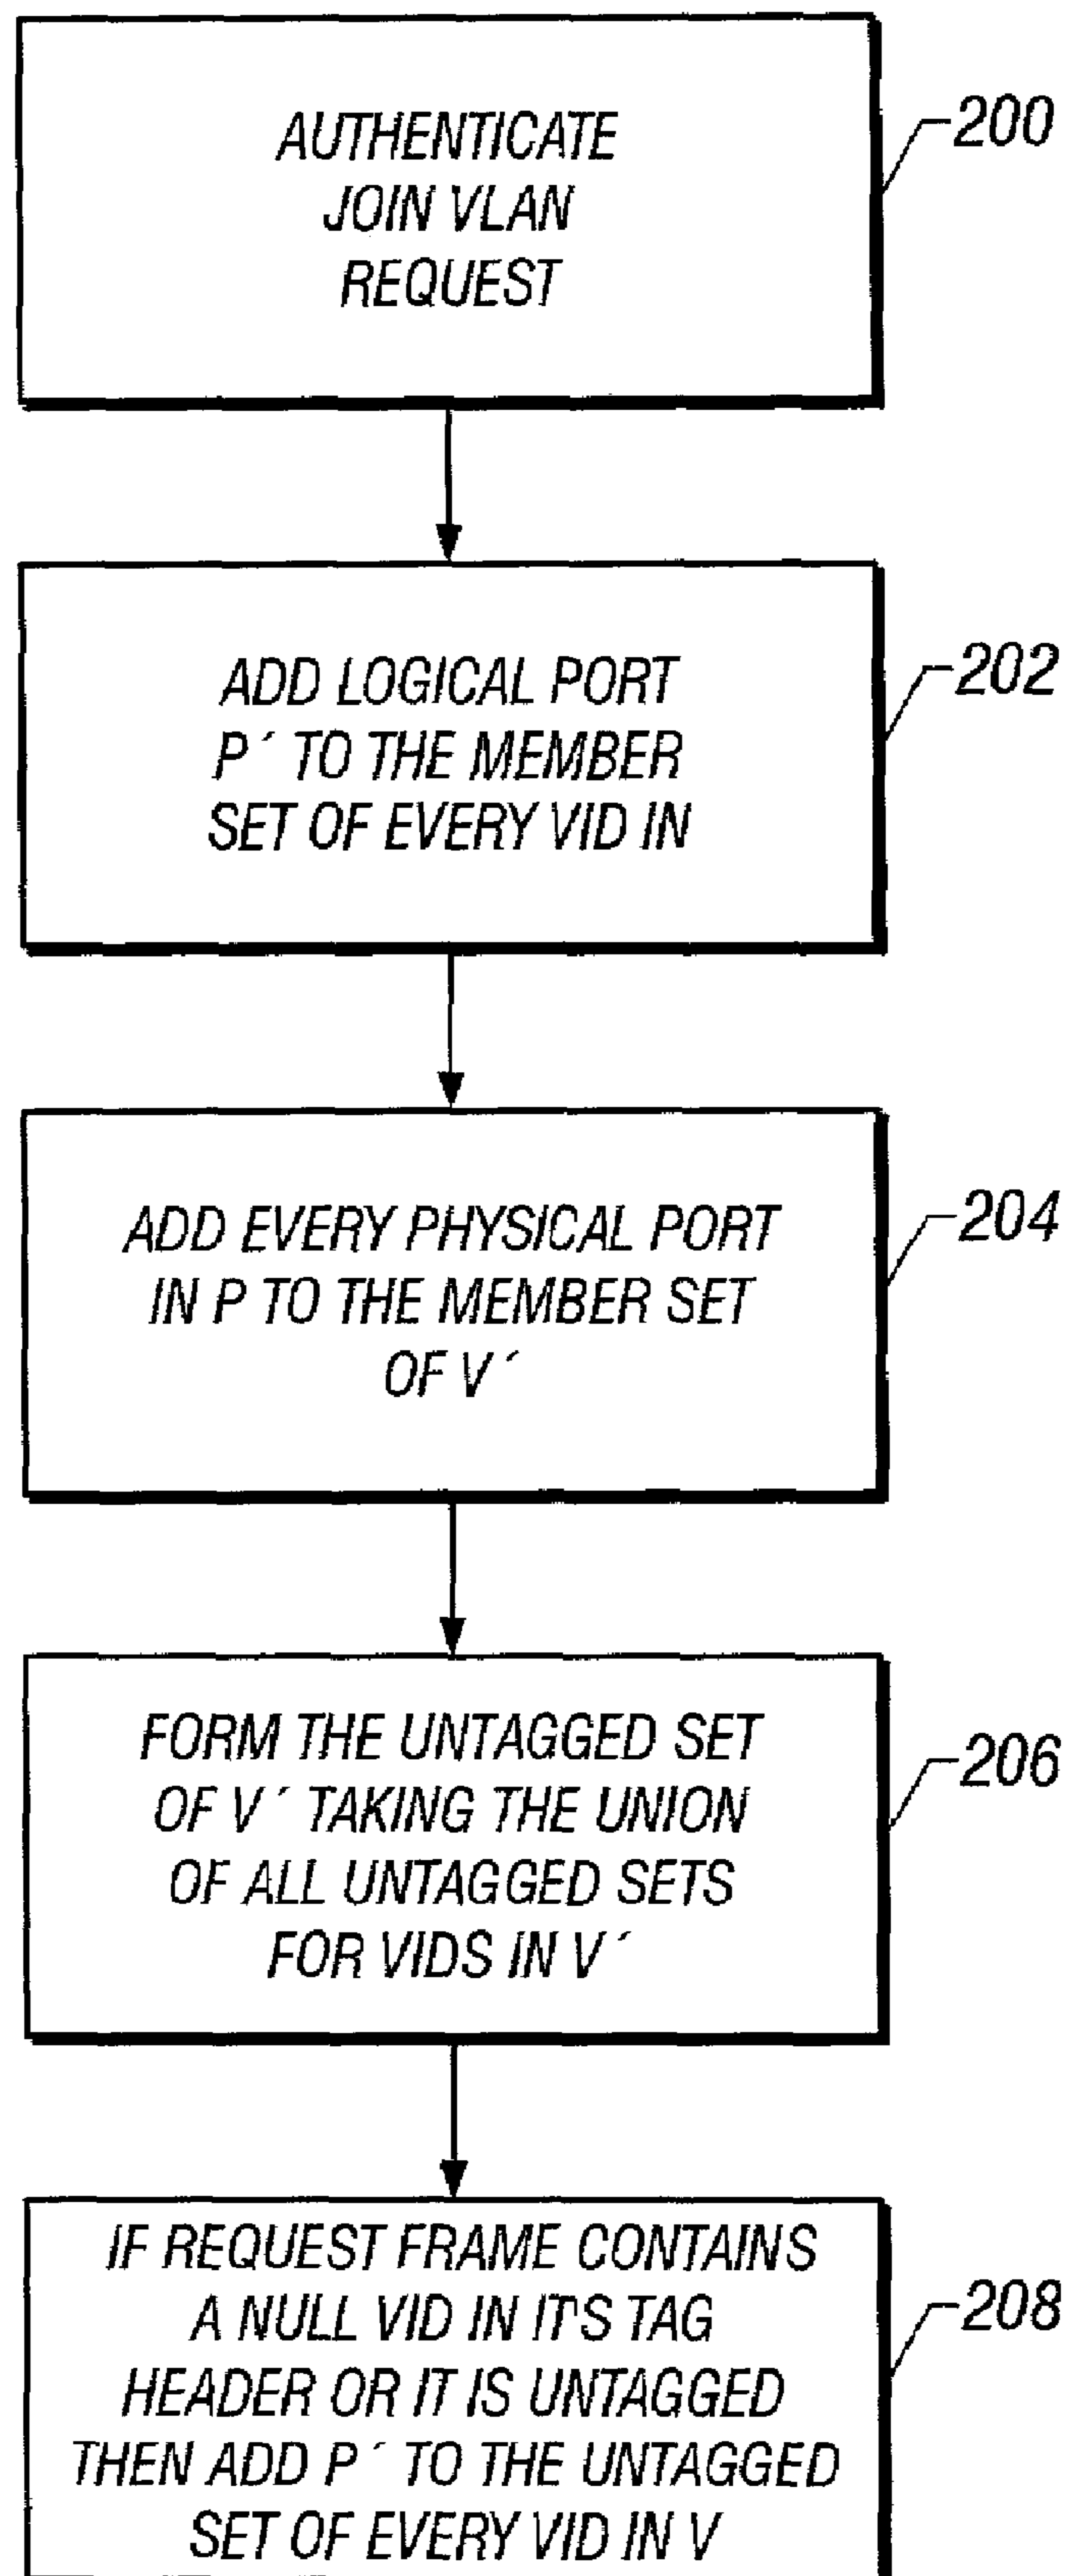 AUTHENTICATE
JOIN VLAN
REQUEST
200
ADD LOGICAL PORT
P´ TO THE MEMBER
SET OF EVERY VID IN
202
ADD EVERY PHYSICAL PORT
IN P TO THE MEMBER SET
OF V´
204
FORM THE UNTAGGED SET
OF V´ TAKING THE UNION
OF ALL UNTAGGED SETS
FOR VIDS IN V´
206
IF REQUEST FRAME CONTAINS
A NULL VID IN IT'S TAG
HEADER OR IT IS UNTAGGED
THEN ADD P´ TO THE UNTAGGED
SET OF EVERY VID IN V
208